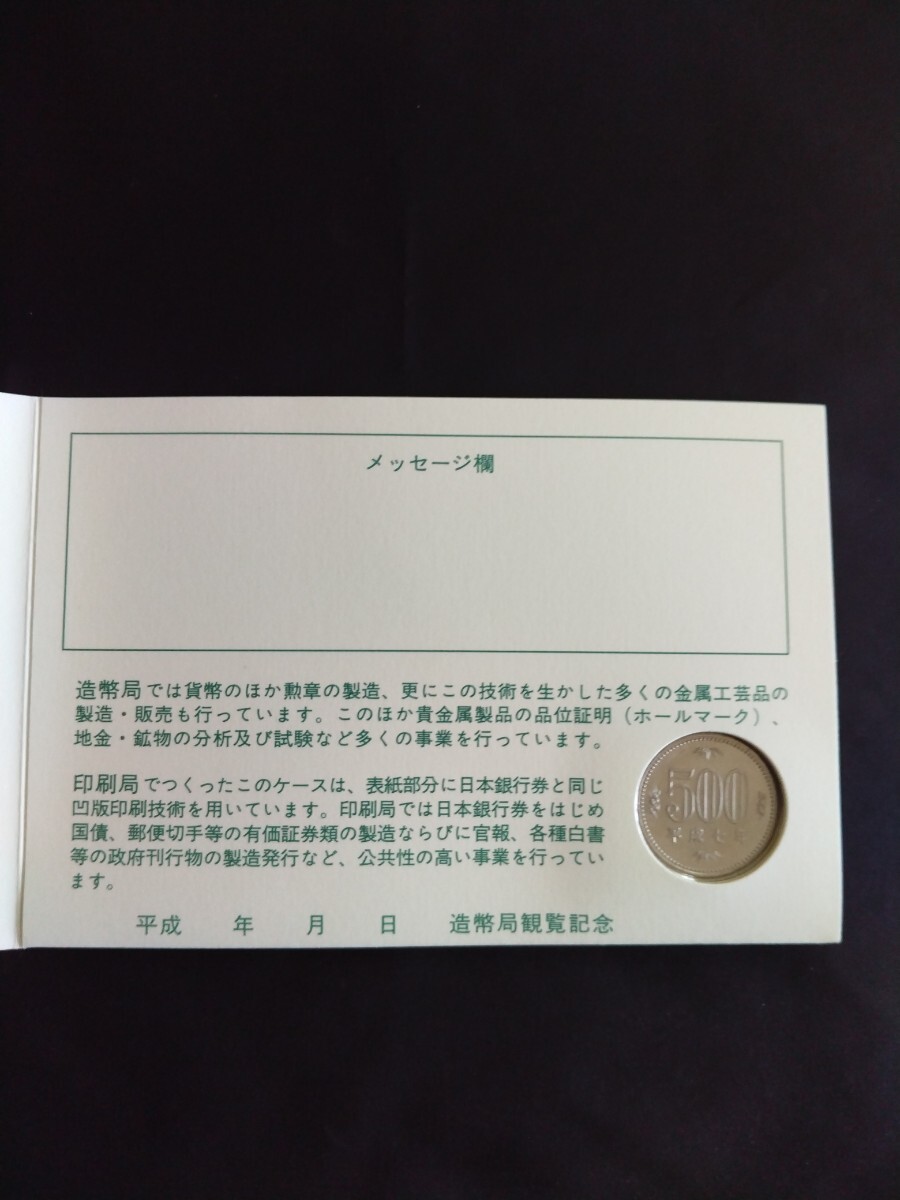 メッセージ欄
造幣局では貨幣のほか勲章の製造、更にこの技術を生かした多くの金属工芸品の
製造・販売も行っています。このほか貴金属製品の品位証明（ホールマーク）、
地金・鉱物の分析及び試験など多くの事業を行っています。
印刷局でつくったこのケースは、表紙部分に日本銀行券と同じ
凹版印刷技術を用いています。印刷局では日本銀行券をはじめ
国債、郵便切手等の有価証券類の製造ならびに官報、各種白書
等の政府刊行物の製造発行など、公共性の高い事業を行ってい
ます。
500
平成七年
平成　　年　　月　　日　　造幣局観覧記念